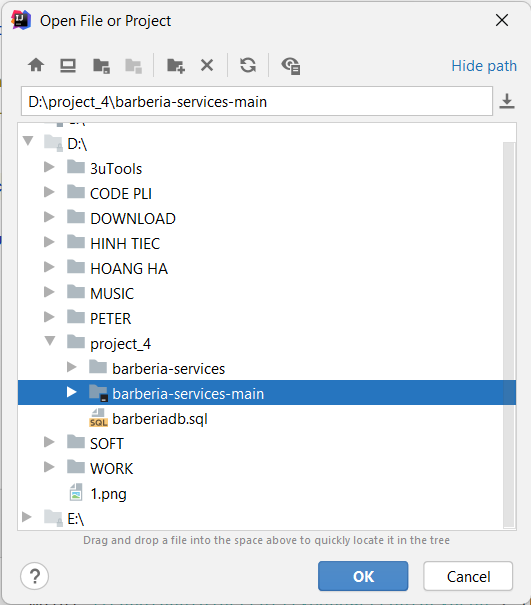 Open File or Project
Hide path
D:\project_4\barberia-services-main
D:\
3uTools
CODE PLI
DOWNLOAD
HINH TIEC
HOANG HA
MUSIC
PETER
project_4
barberia-services
barberia-services-main
SQL barberiadb.sql
SOFT
WORK
1.png
E:\
Drag and drop a file into the space above to quickly locate it in the tree
? OK Cancel